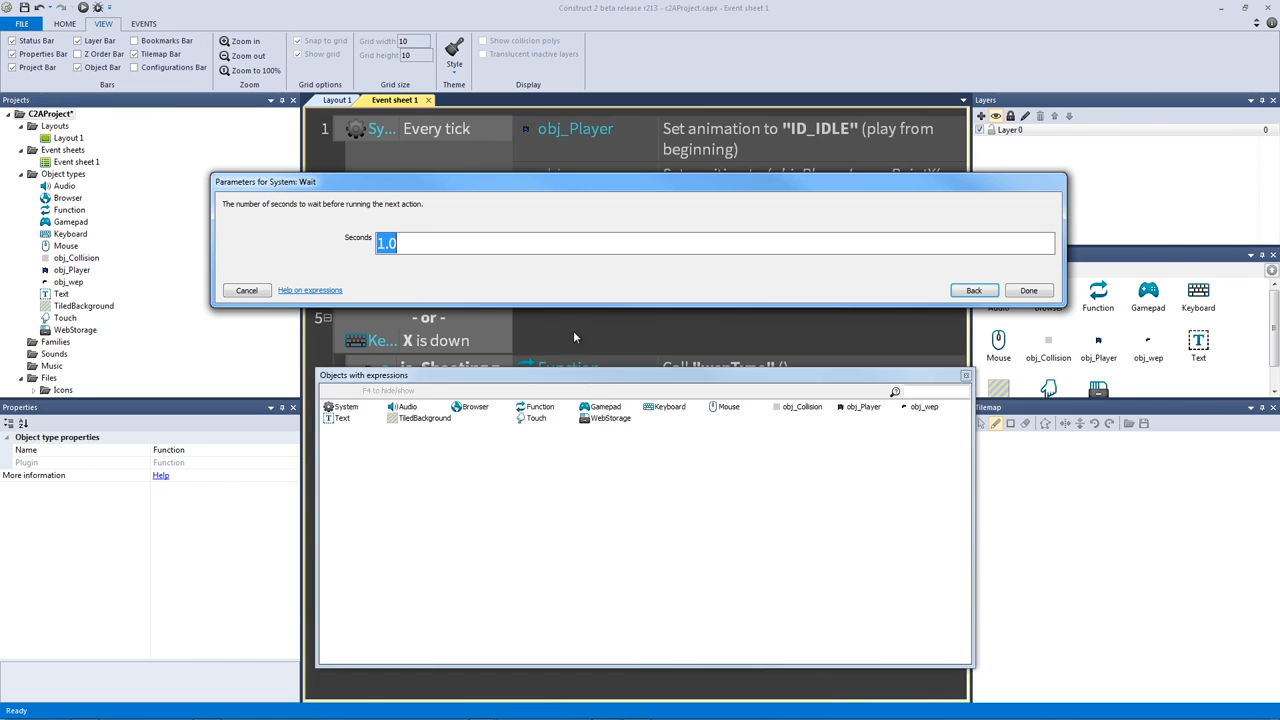 Construct 2 beta release r213 - c2AProject.capx - Event sheet 1
FILE HOME VIEW EVENTS
Status Bar Layer Bar Bookmarks Bar
Properties Bar Z Order Bar Tilemap Bar
Project Bar Object Bar Configurations Bar
Bars
Zoom in
Zoom out
Zoom to 100%
Zoom
Snap to grid
Show grid
Grid options
Grid width 10
Grid height 10
Grid size
Style
Theme
Show collision polys
Translucent inactive layers
Display
Projects
C2AProject*
Layouts
Layout 1
Event sheets
Event sheet 1
Object types
Audio
Browser
Function
Gamepad
Keyboard
Mouse
obj_Collision
obj_Player
obj_wep
Text
TiledBackground
Touch
WebStorage
Families
Sounds
Music
Files
Icons
Properties
Object type properties
Name Function
Plugin Function
More information Help
Layout 1 Event sheet 1
1 Sy... Every tick obj_Player Set animation to "ID_IDLE" (play from
beginning)
Parameters for System: Wait
The number of seconds to wait before running the next action.
Seconds 1.0
Cancel Help on expressions Back Done
5 - or -
Ke... X is down
Objects with expressions
F4 to hide/show
System Audio Browser Function Gamepad Keyboard Mouse obj_Collision obj_Player obj_wep
Text TiledBackground Touch WebStorage
Layers
Layer 0 0
Function Gamepad Keyboard
Mouse obj_Collision obj_Player obj_wep Text
Tilemap
Ready